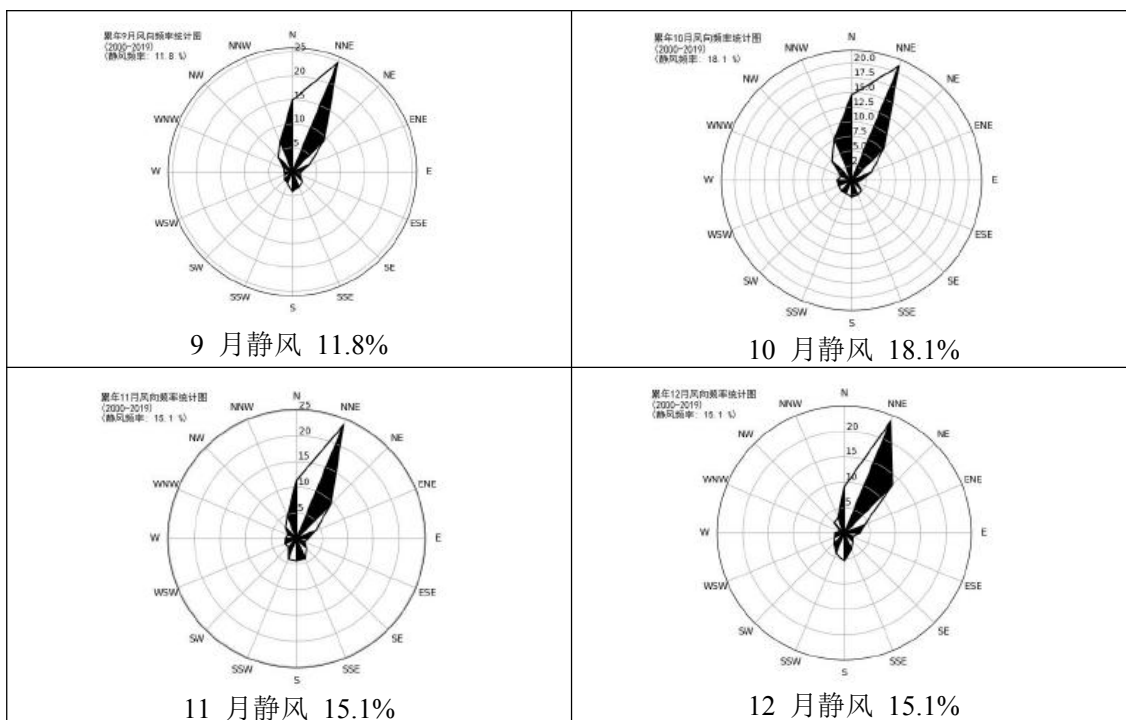 累年9月风向频率统计图
(2000-2019)
(静风频率: 11.8 %)
N
NNE
NE
ENE
E
ESE
SE
SSE
S
SSW
SW
WSW
W
WNW
NW
NNW
25
20
15
10
5
9 月静风 11.8%
累年10月风向频率统计图
(2000-2019)
(静风频率: 18.1 %)
N
NNE
NE
ENE
E
ESE
SE
SSE
S
SSW
SW
WSW
W
WNW
NW
NNW
20.0
17.5
15.0
12.5
10.0
7.5
5.0
10 月静风 18.1%
累年11月风向频率统计图
(2000-2019)
(静风频率: 15.1 %)
N
NNE
NE
ENE
E
ESE
SE
SSE
S
SSW
SW
WSW
W
WNW
NW
NNW
25
20
15
10
5
11 月静风 15.1%
累年12月风向频率统计图
(2000-2019)
(静风频率: 15.1 %)
N
NNE
NE
ENE
E
ESE
SE
SSE
S
SSW
SW
WSW
W
WNW
NW
NNW
20
15
10
5
12 月静风 15.1%